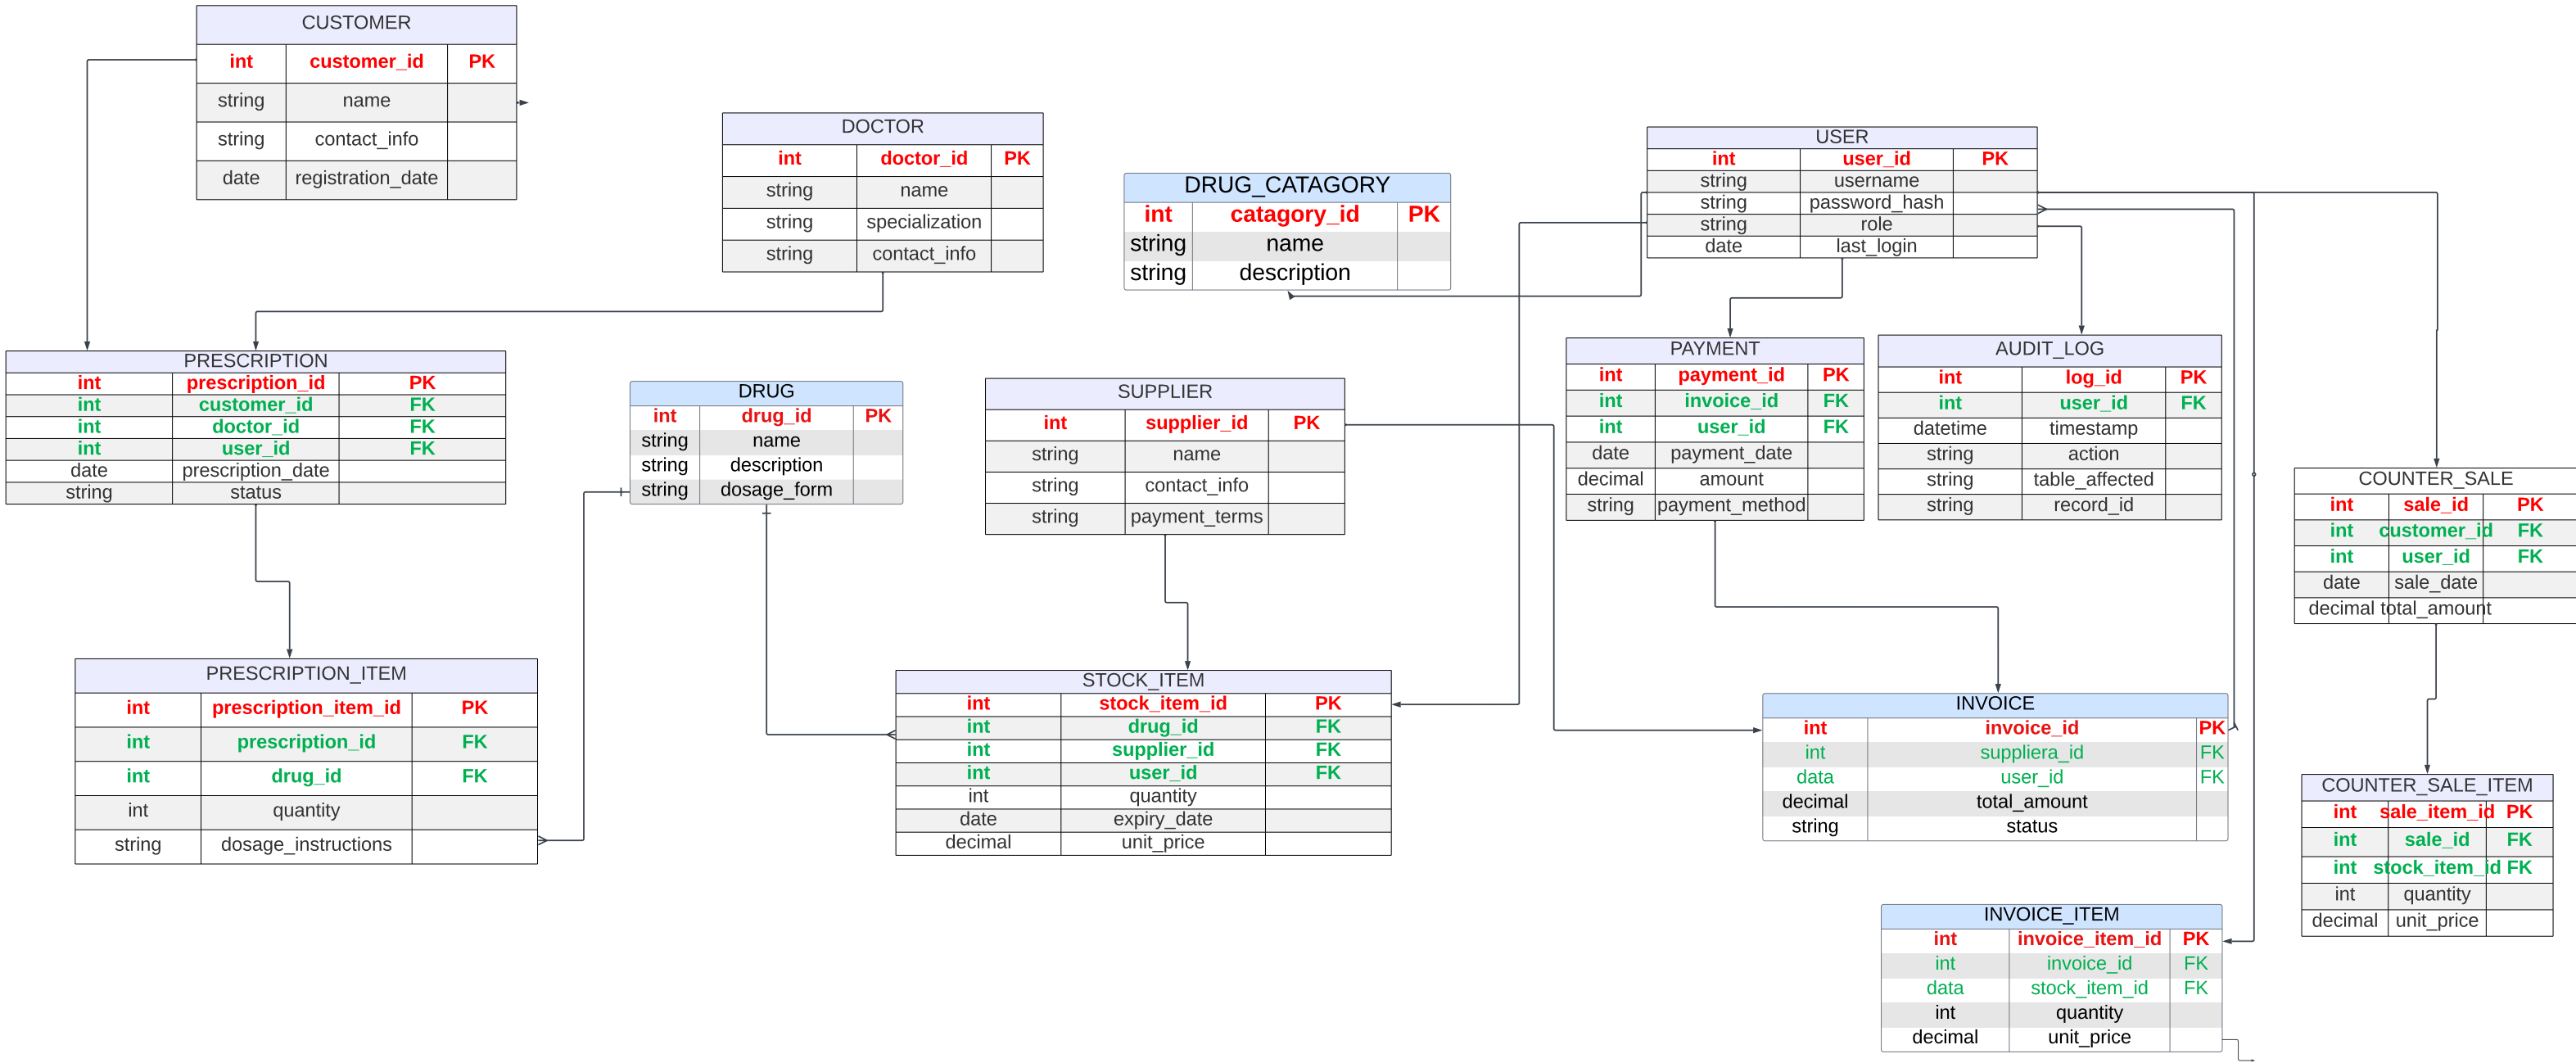 CUSTOMER
int customer_id PK
string name
string contact_info
date registration_date
DOCTOR
int doctor_id PK
string name
string specialization
string contact_info
DRUG_CATAGORY
int catagory_id PK
string name
string description
USER
int user_id PK
string username
string password_hash
string role
date last_login
PRESCRIPTION
int prescription_id PK
int customer_id FK
int doctor_id FK
int user_id FK
date prescription_date
string status
DRUG
int drug_id PK
string name
string description
string dosage_form
SUPPLIER
int supplier_id PK
string name
string contact_info
string payment_terms
PAYMENT
int payment_id PK
int invoice_id FK
int user_id FK
date payment_date
decimal amount
string payment_method
AUDIT_LOG
int log_id PK
int user_id FK
datetime timestamp
string action
string table_affected
string record_id
COUNTER_SALE
int sale_id PK
int customer_id FK
int user_id FK
date sale_date
decimal total_amount
PRESCRIPTION_ITEM
int prescription_item_id PK
int prescription_id FK
int drug_id FK
int quantity
string dosage_instructions
STOCK_ITEM
int stock_item_id PK
int drug_id FK
int supplier_id FK
int user_id FK
int quantity
date expiry_date
decimal unit_price
INVOICE
int invoice_id PK
int suppliera_id FK
data user_id FK
decimal total_amount
string status
COUNTER_SALE_ITEM
int sale_item_id PK
int sale_id FK
int stock_item_id FK
int quantity
decimal unit_price
INVOICE_ITEM
int invoice_item_id PK
int invoice_id FK
data stock_item_id FK
int quantity
decimal unit_price